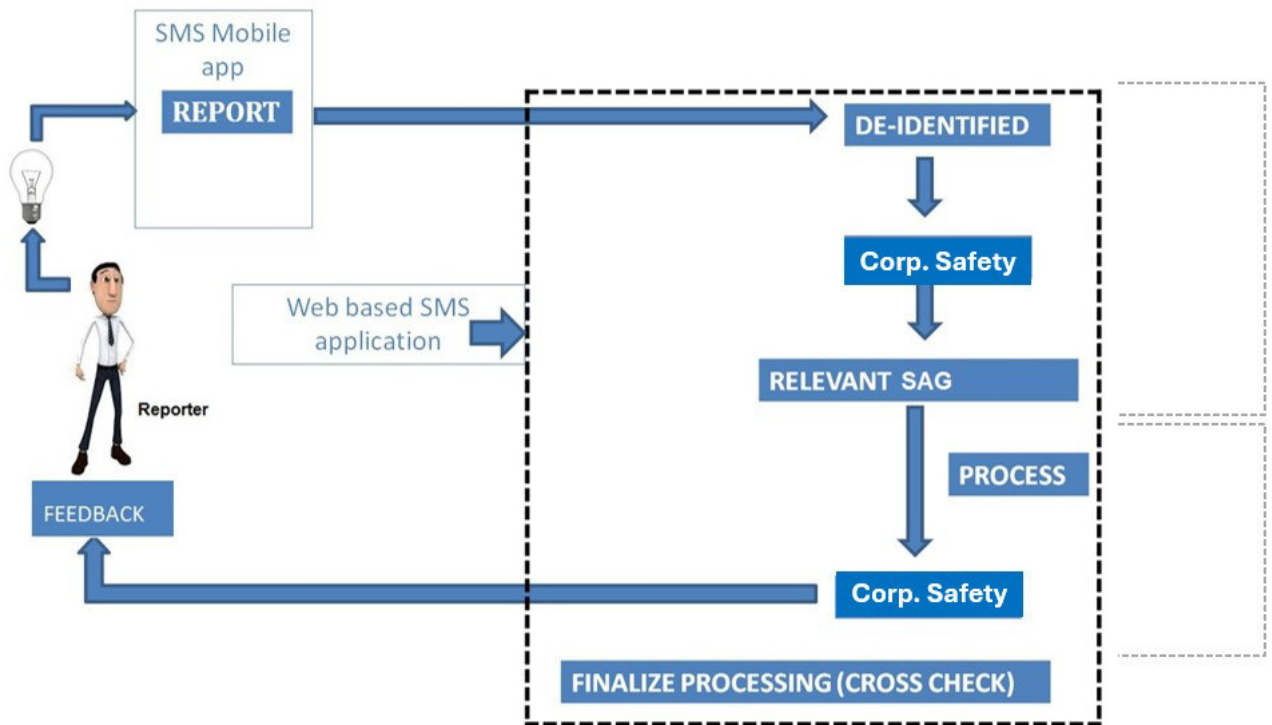 SMS Mobile
app
REPORT
DE-IDENTIFIED
Corp. Safety
Web based SMS
application
RELEVANT SAG
Reporter
PROCESS
FEEDBACK
Corp. Safety
FINALIZE PROCESSING (CROSS CHECK)